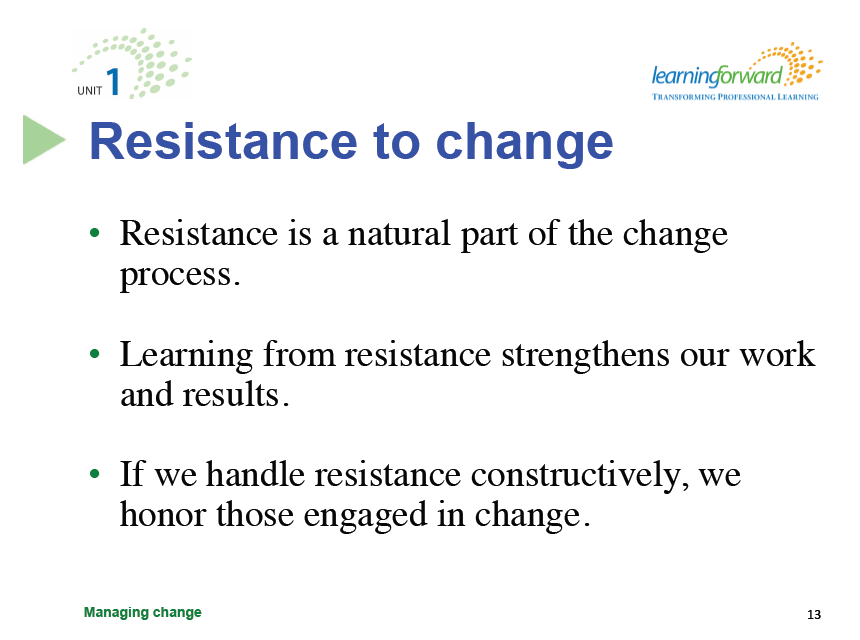 UNIT 1
learningforward
TRANSFORMING PROFESSIONAL LEARNING
Resistance to change
• Resistance is a natural part of the change
process.
• Learning from resistance strengthens our work
and results.
• If we handle resistance constructively, we
honor those engaged in change.
Managing change
13